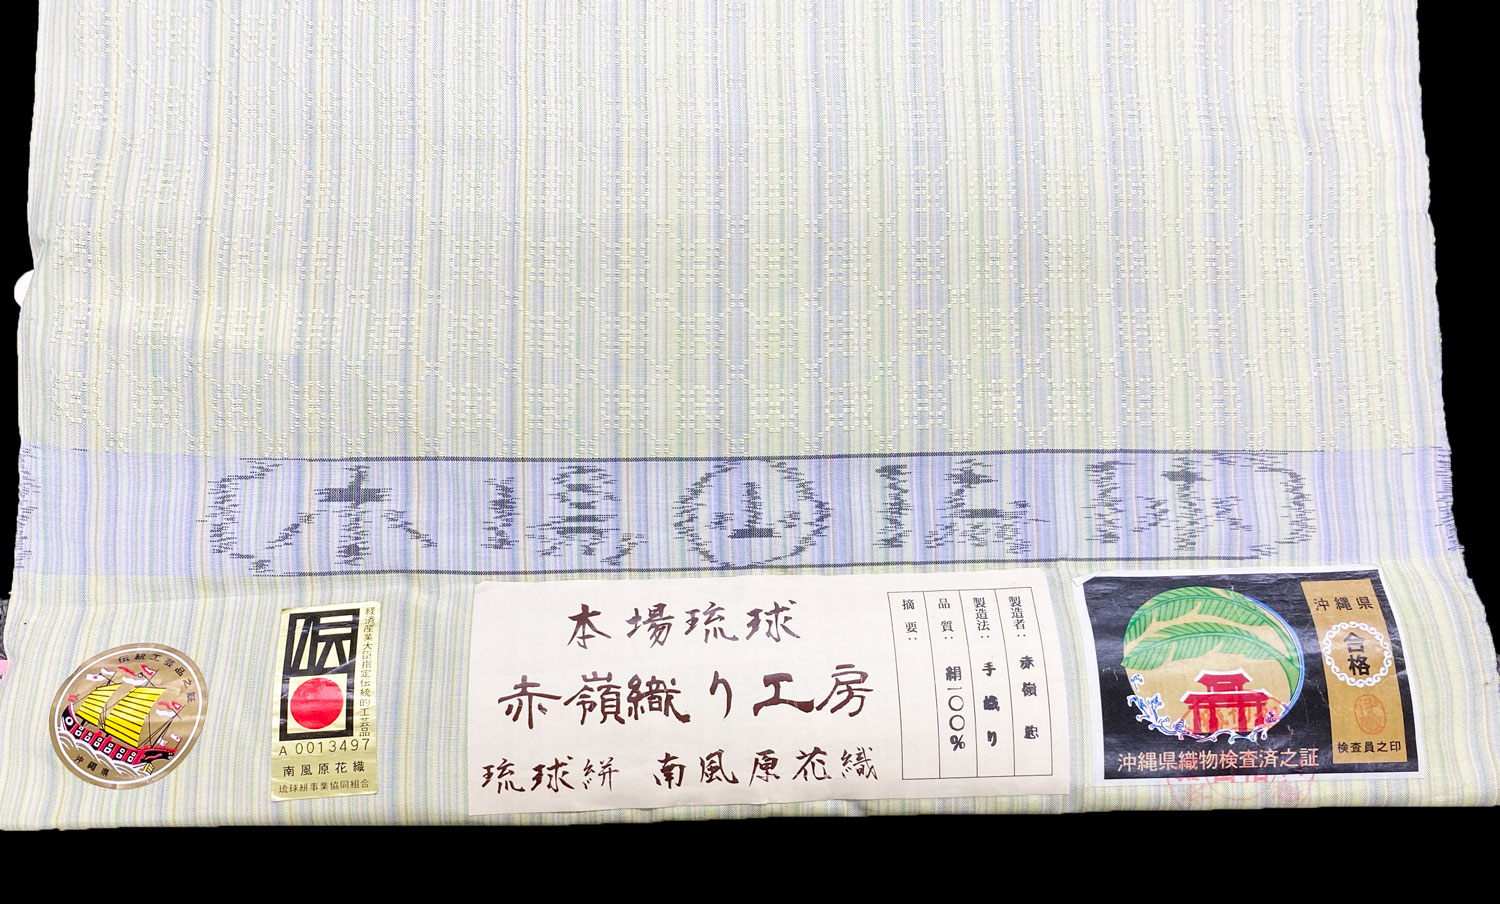 本場 琉球
伝統工芸品之証
沖縄県
経済産業大臣指定伝統的工芸品
伝
A 0013497
南風原花織
琉球絣事業協同組合
本場琉球
赤嶺織り工房
琉球絣 南風原花織
製造者:赤嶺
製造法:手織り
品質:絹一〇〇%
摘要:
沖縄県
合格
検査員之印
沖縄県織物検査済之証